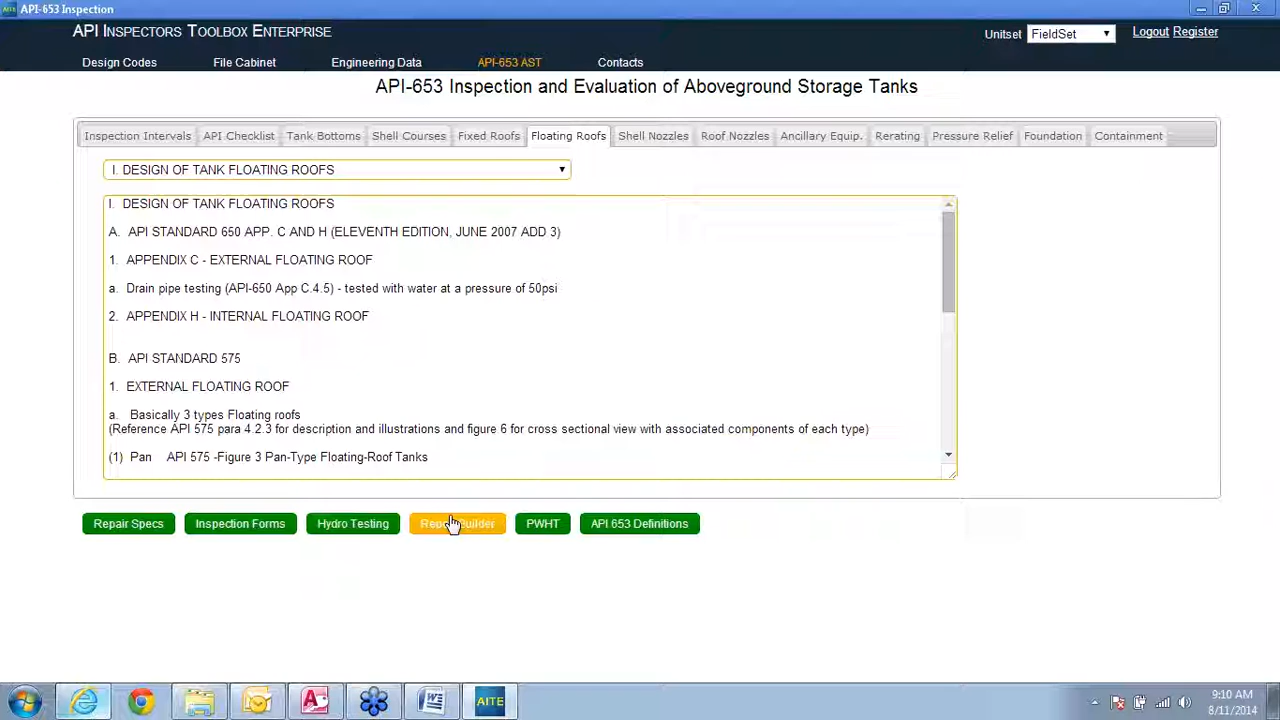 API-653 Inspection
API INSPECTORS TOOLBOX ENTERPRISE
Unitset FieldSet Logout Register
Design Codes File Cabinet Engineering Data API-653 AST Contacts
API-653 Inspection and Evaluation of Aboveground Storage Tanks
Inspection Intervals API Checklist Tank Bottoms Shell Courses Fixed Roofs Floating Roofs Shell Nozzles Roof Nozzles Ancillary Equip. Rerating Pressure Relief Foundation Containment
I. DESIGN OF TANK FLOATING ROOFS
I. DESIGN OF TANK FLOATING ROOFS
A. API STANDARD 650 APP. C AND H (ELEVENTH EDITION, JUNE 2007 ADD 3)
1. APPENDIX C - EXTERNAL FLOATING ROOF
a. Drain pipe testing (API-650 App C.4.5) - tested with water at a pressure of 50psi
2. APPENDIX H - INTERNAL FLOATING ROOF
B. API STANDARD 575
1. EXTERNAL FLOATING ROOF
a. Basically 3 types Floating roofs
(Reference API 575 para 4.2.3 for description and illustrations and figure 6 for cross sectional view with associated components of each type)
(1) Pan API 575 -Figure 3 Pan-Type Floating-Roof Tanks
Repair Specs Inspection Forms Hydro Testing Report Builder PWHT API 653 Definitions
AITE
9:10 AM
8/11/2014